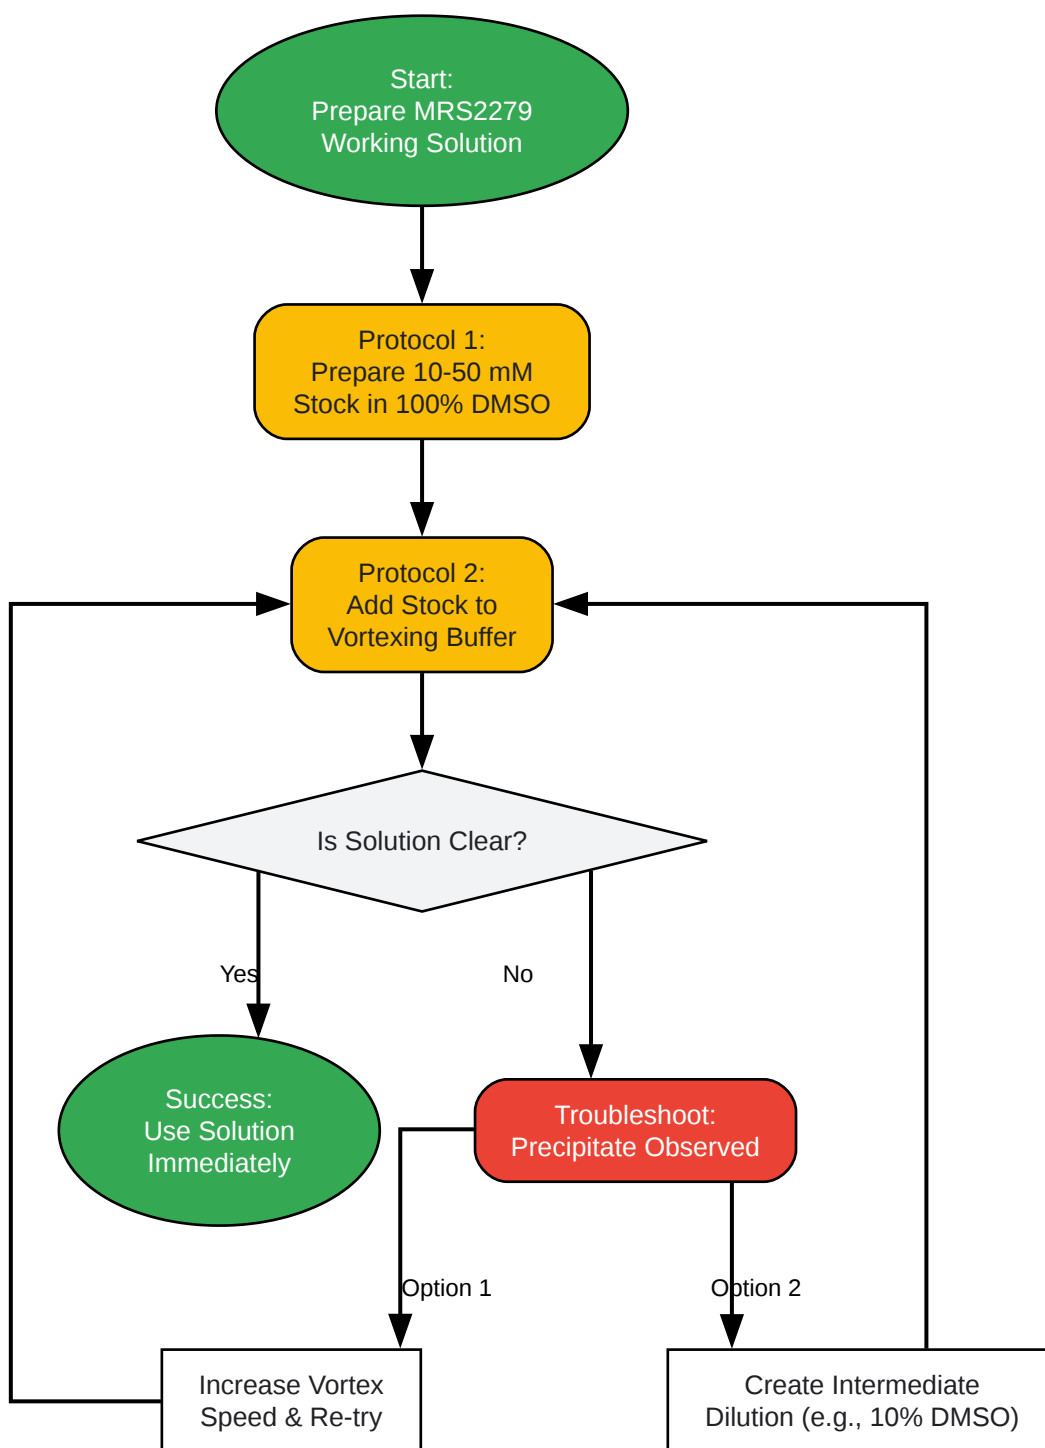 Start:
Prepare MRS2279
Working Solution
Protocol 1:
Prepare 10-50 mM
Stock in 100% DMSO
Protocol 2:
Add Stock to
Vortexing Buffer
Is Solution Clear?
Yes
No
Success:
Use Solution
Immediately
Troubleshoot:
Precipitate Observed
Option 1
Option 2
Increase Vortex
Speed & Re-try
Create Intermediate
Dilution (e.g., 10% DMSO)